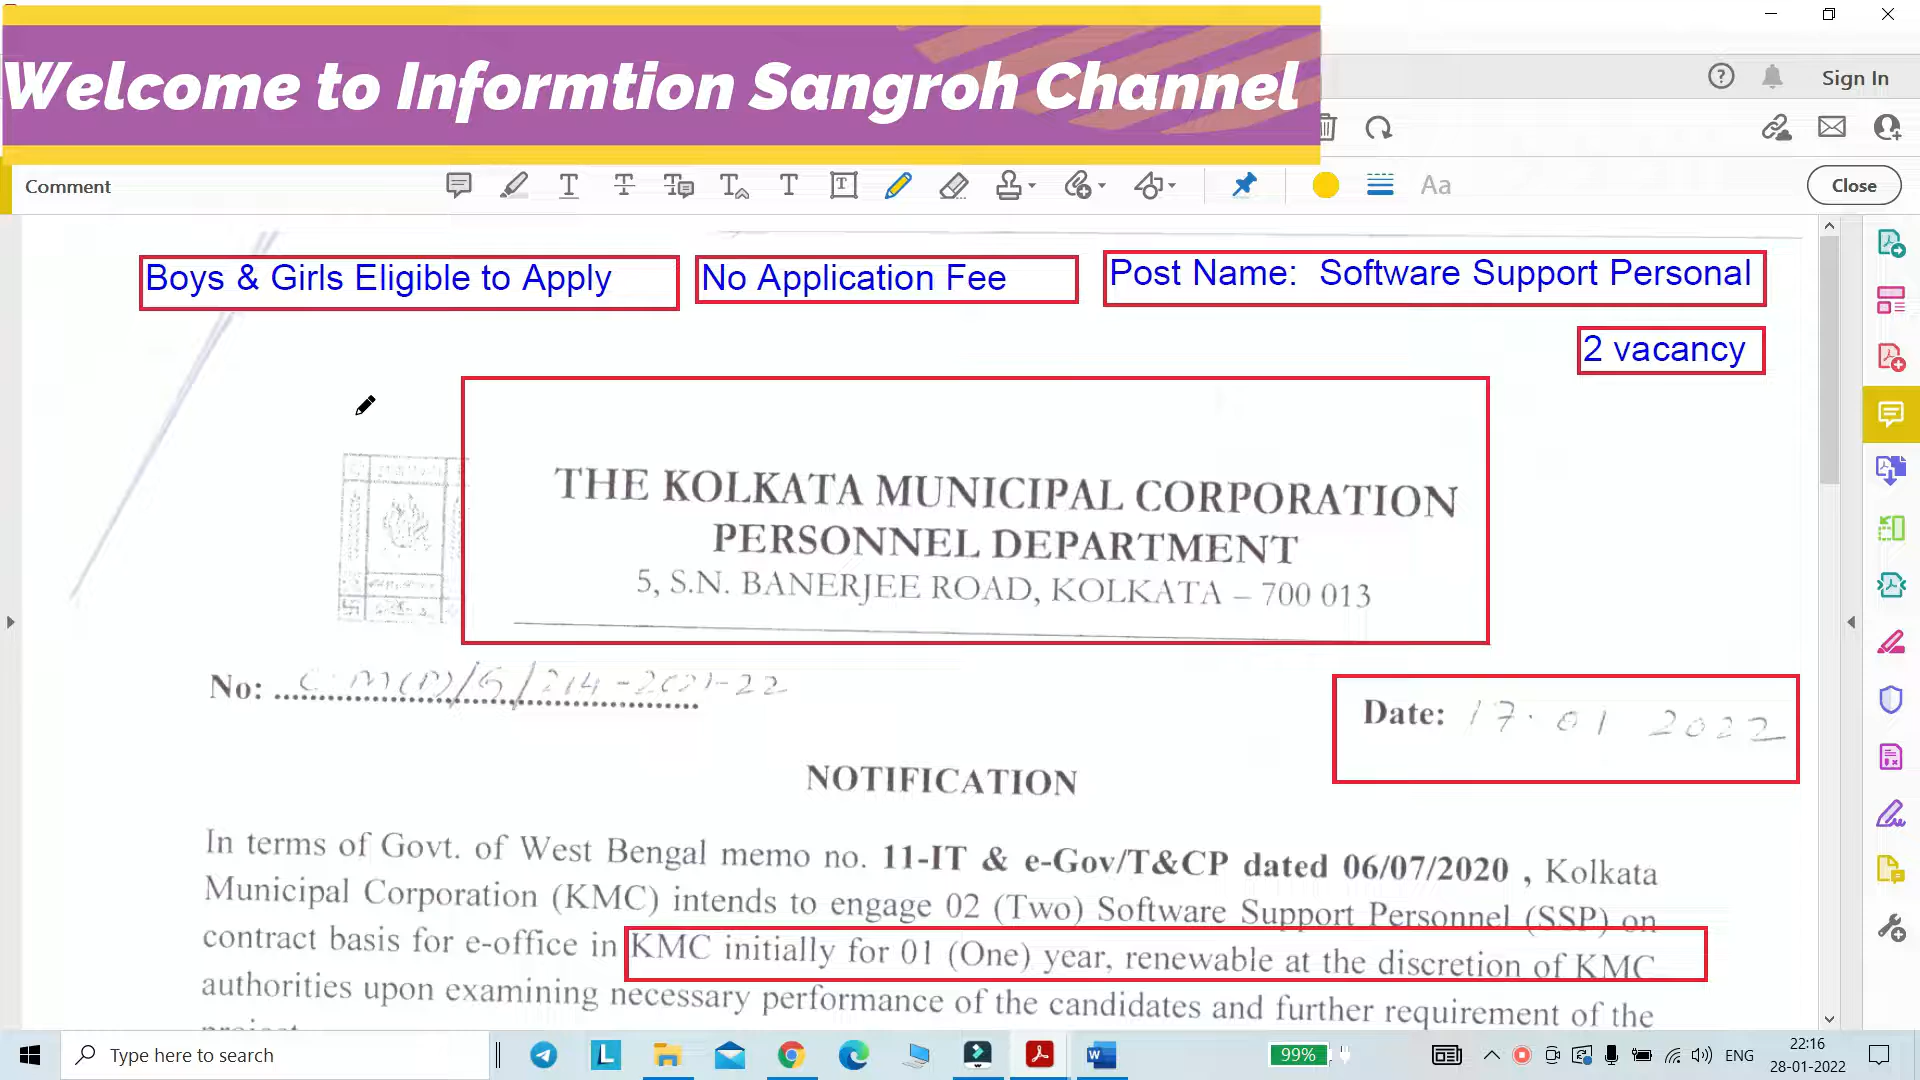 Welcome to Informtion Sangroh Channel
Sign In
Comment
Aa
Close
Boys & Girls Eligible to Apply
No Application Fee
Post Name: Software Support Personal
2 vacancy
THE KOLKATA MUNICIPAL CORPORATION
PERSONNEL DEPARTMENT
5, S.N. BANERJEE ROAD, KOLKATA – 700 013
No:
Date: 17.01 2022
NOTIFICATION
In terms of Govt. of West Bengal memo no. 11-IT & e-Gov/T&CP dated 06/07/2020 , Kolkata
Municipal Corporation (KMC) intends to engage 02 (Two) Software Support Personnel (SSP) on
contract basis for e-office in KMC initially for 01 (One) year, renewable at the discretion of KMC
authorities upon examining necessary performance of the candidates and further requirement of the
Type here to search
99%
ENG
22:16
28-01-2022